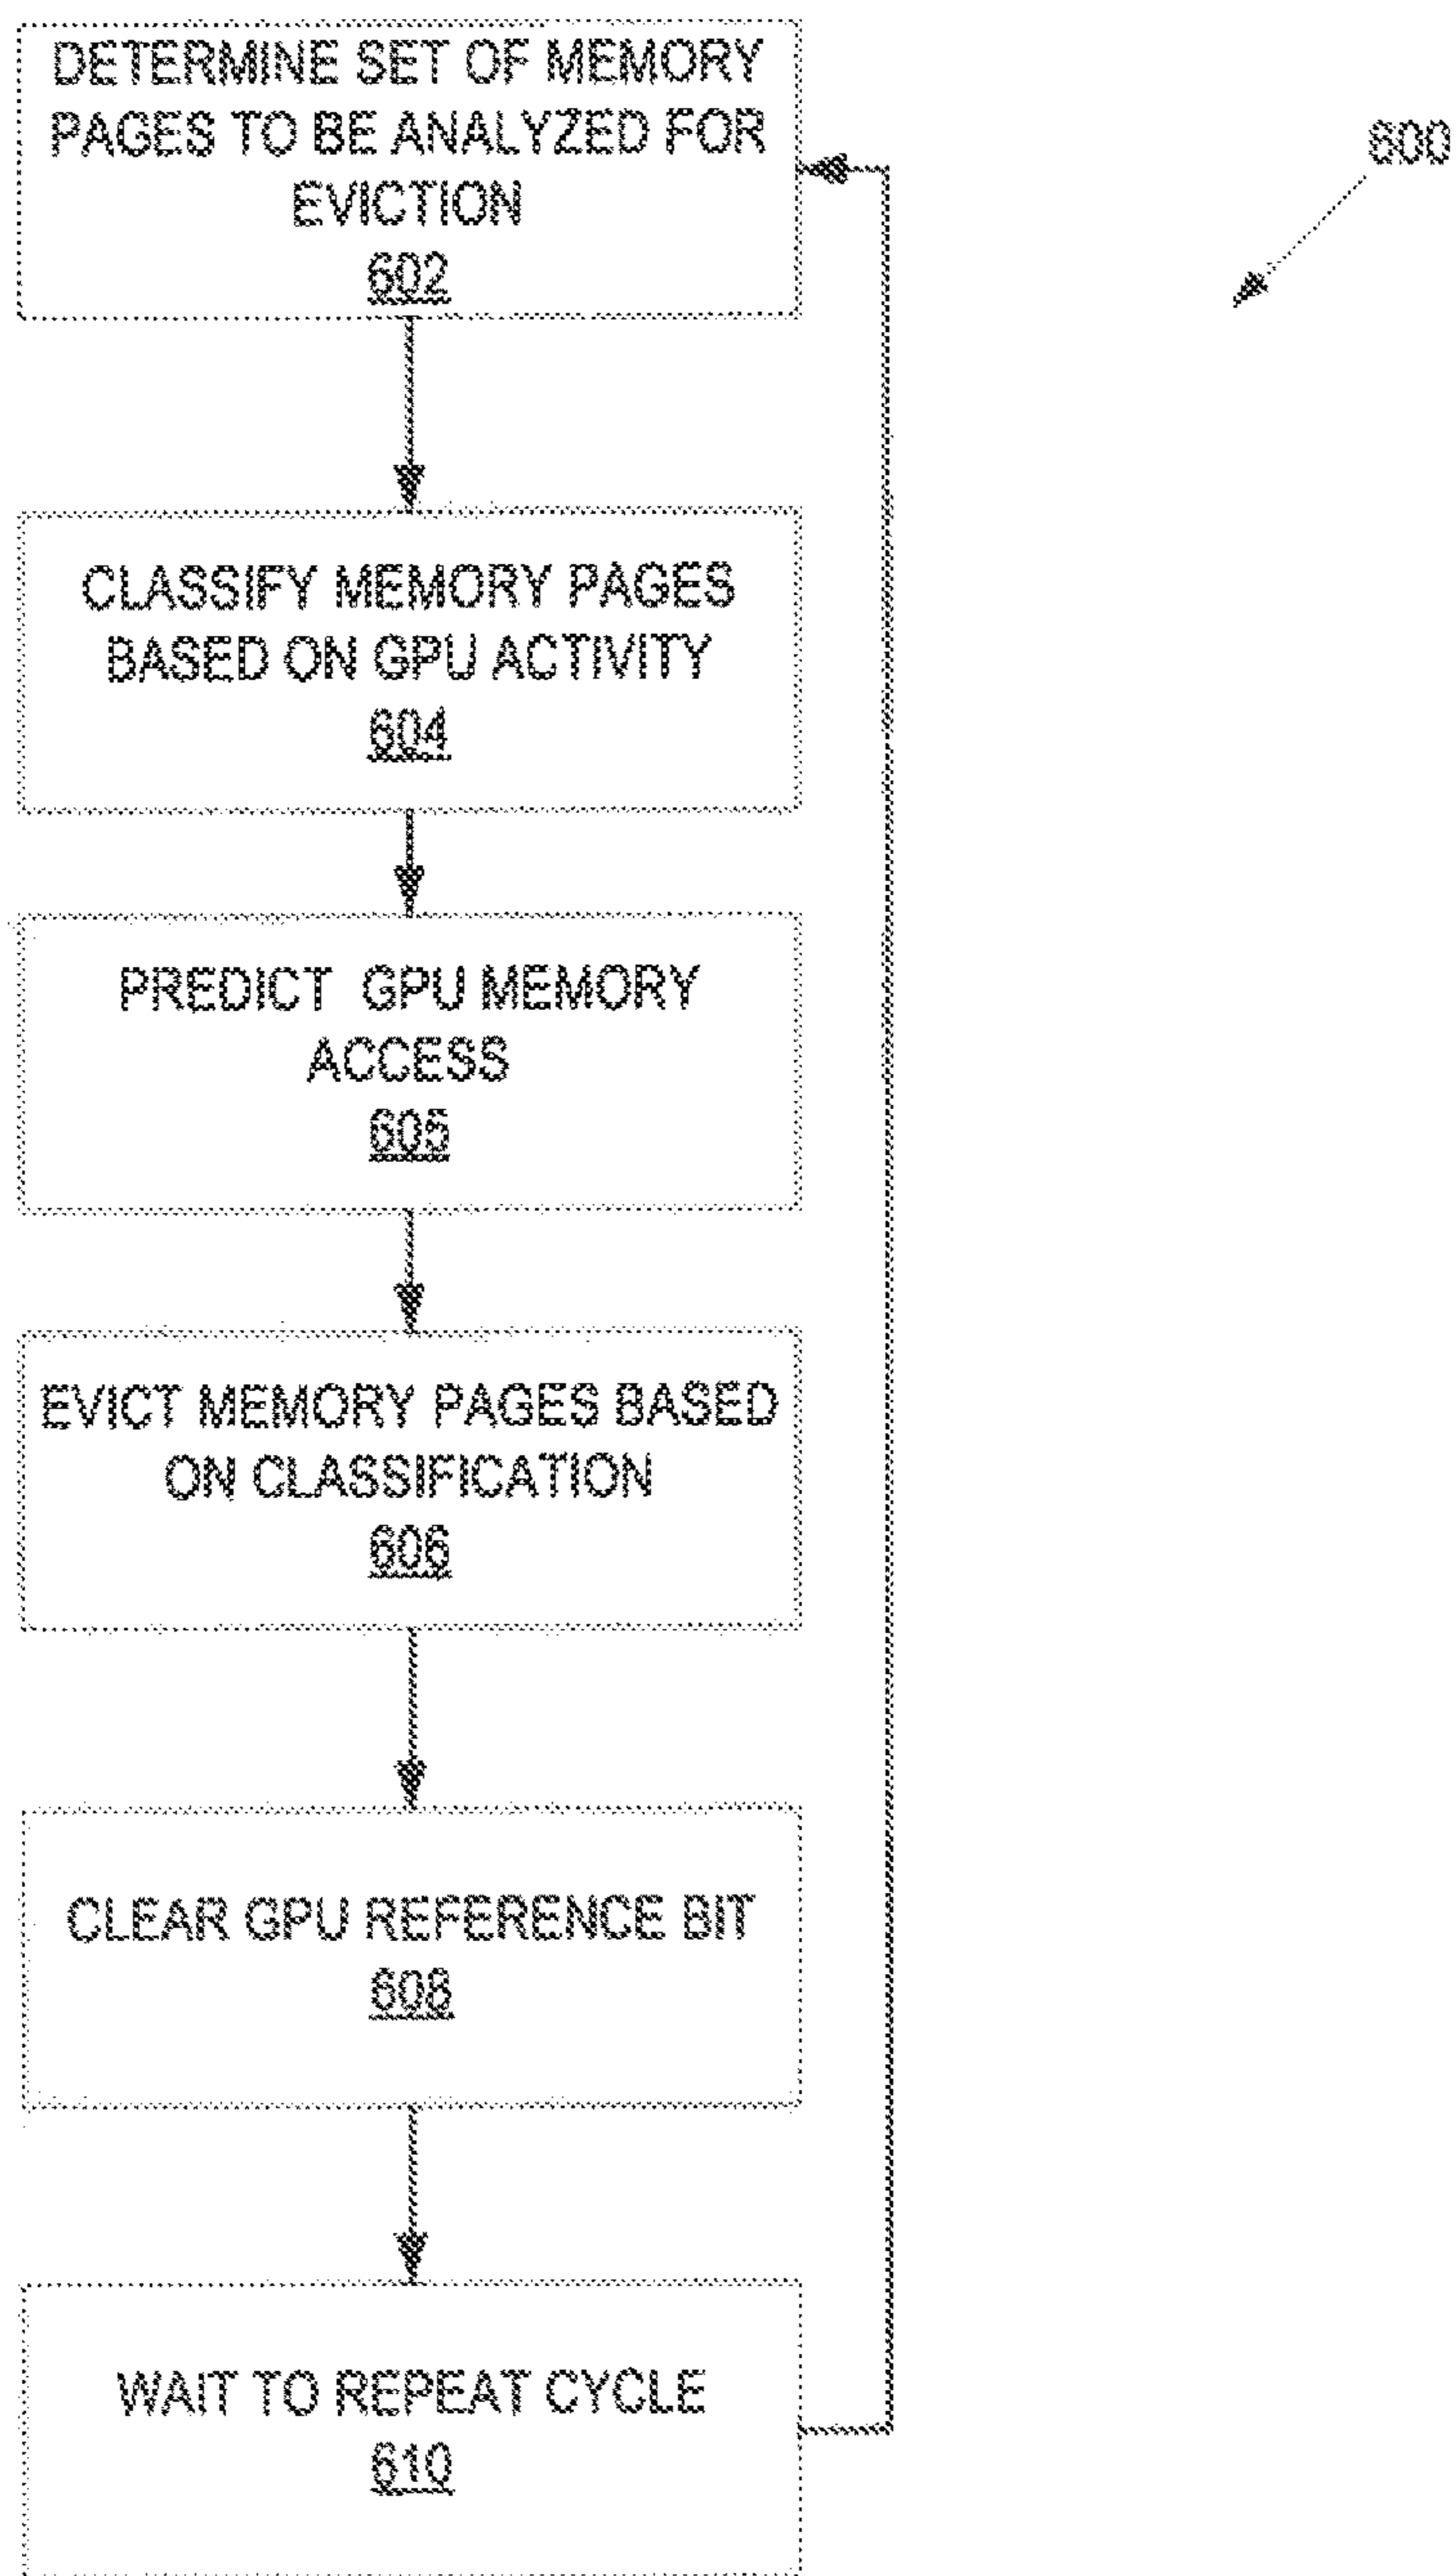 DETERMINE SET OF MEMORY
PAGES TO BE ANALYZED FOR
EVICTION
602
600
CLASSIFY MEMORY PAGES
BASED ON GPU ACTIVITY
604
PREDICT GPU MEMORY
ACCESS
605
EVICT MEMORY PAGES BASED
ON CLASSIFICATION
606
CLEAR GPU REFERENCE BIT
608
WAIT TO REPEAT CYCLE
610